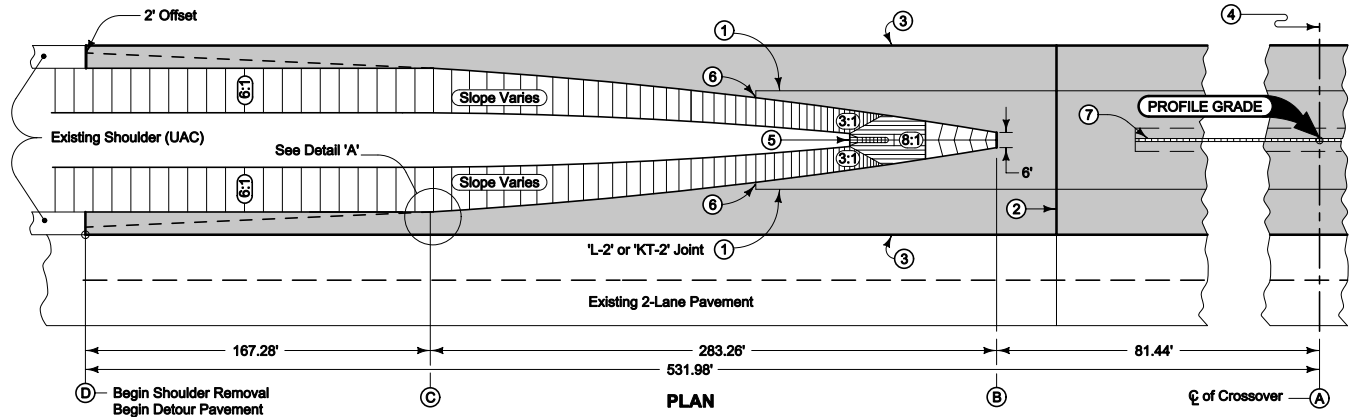 2' Offset
1
3
4
6
6:1
Slope Varies
3:1
PROFILE GRADE
7
Existing Shoulder (UAC)
See Detail 'A'
5
8:1
3:1
6'
6:1
Slope Varies
6
2
'L-2' or 'KT-2' Joint
1
3
Existing 2-Lane Pavement
167.28'
283.26'
81.44'
531.98'
D
Begin Shoulder Removal
Begin Detour Pavement
C
PLAN
B
℄ of Crossover
A